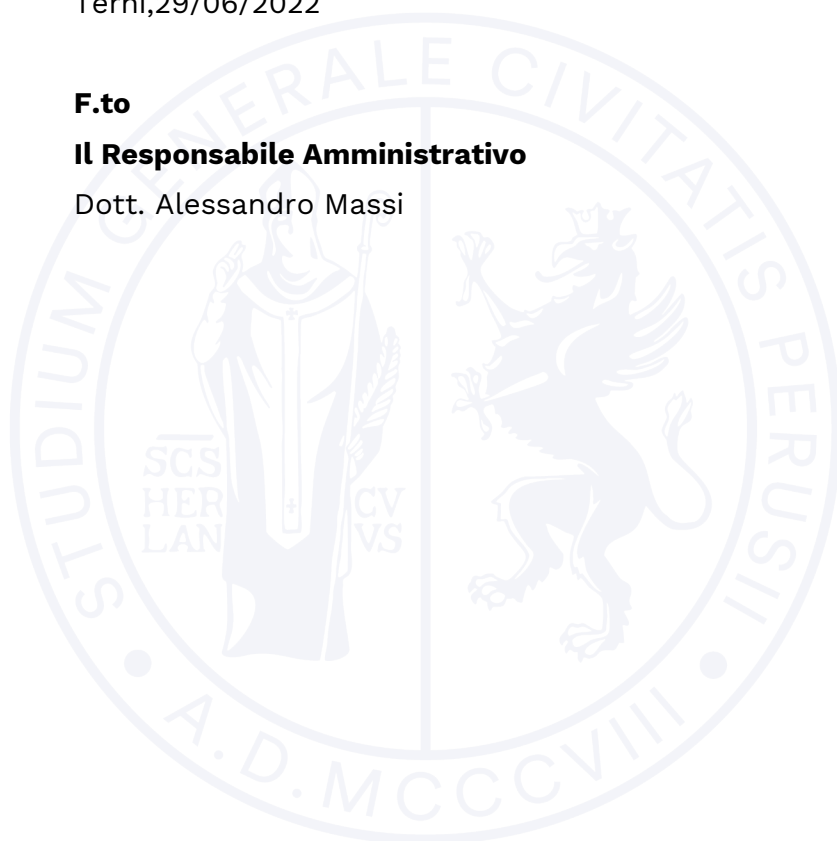 Terni,29/06/2022
F.to
Il Responsabile Amministrativo
Dott. Alessandro Massi
STUDIUM GENERALE CIVITATIS PERUSII
SCS
HER
LAN
CV
VS
A.D. MCCCVIII